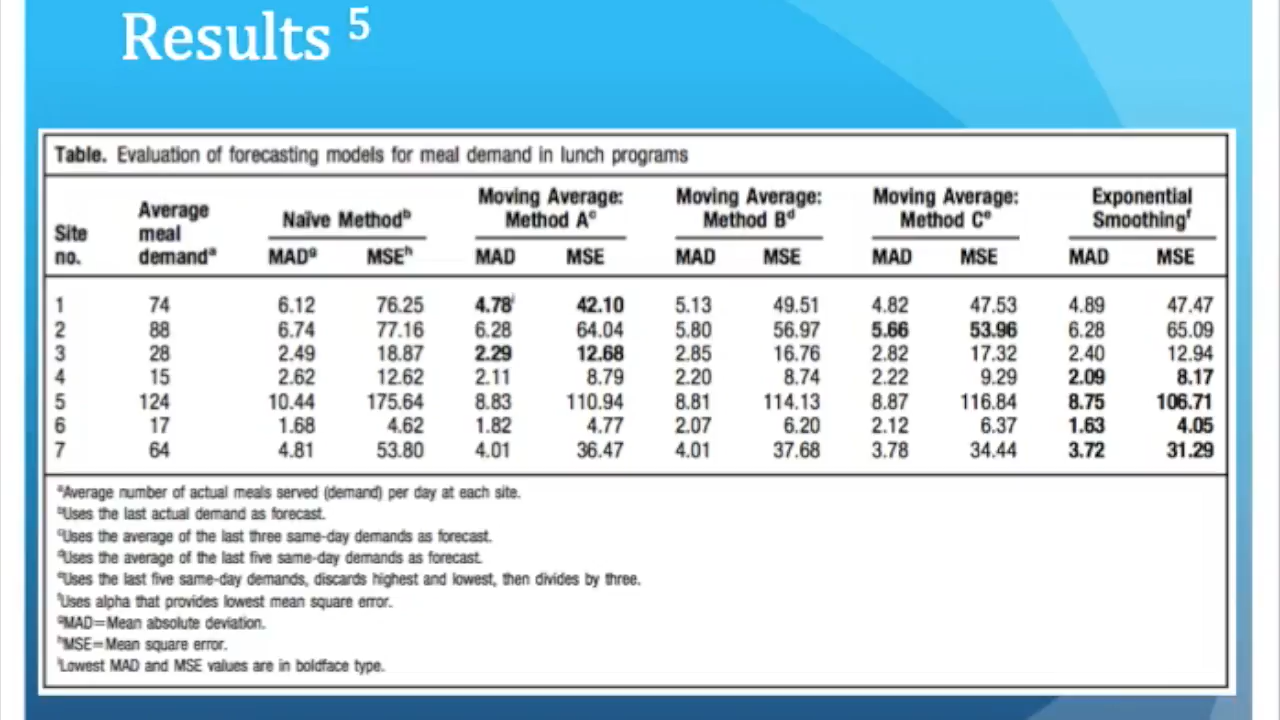 Results 5
Table. Evaluation of forecasting models for meal demand in lunch programs
Site no. Average meal demandª Naïve Methodᵇ Moving Average: Method Aᶜ Moving Average: Method Bᵈ Moving Average: Method Cᵉ Exponential Smoothingᶠ
MADᵍ MSEʰ MAD MSE MAD MSE MAD MSE MAD MSE
1 74 6.12 76.25 4.78ⁱ 42.10 5.13 49.51 4.82 47.53 4.89 47.47
2 88 6.74 77.16 6.28 64.04 5.80 56.97 5.66 53.96 6.28 65.09
3 28 2.49 18.87 2.29 12.68 2.85 16.76 2.82 17.32 2.40 12.94
4 15 2.62 12.62 2.11 8.79 2.20 8.74 2.22 9.29 2.09 8.17
5 124 10.44 175.64 8.83 110.94 8.81 114.13 8.87 116.84 8.75 106.71
6 17 1.68 4.62 1.82 4.77 2.07 6.20 2.12 6.37 1.63 4.05
7 64 4.81 53.80 4.01 36.47 4.01 37.68 3.78 34.44 3.72 31.29
ªAverage number of actual meals served (demand) per day at each site.
ᵇUses the last actual demand as forecast.
ᶜUses the average of the last three same-day demands as forecast.
ᵈUses the average of the last five same-day demands as forecast.
ᵉUses the last five same-day demands, discards highest and lowest, then divides by three.
ᶠUses alpha that provides lowest mean square error.
ᵍMAD=Mean absolute deviation.
ʰMSE=Mean square error.
ⁱLowest MAD and MSE values are in boldface type.